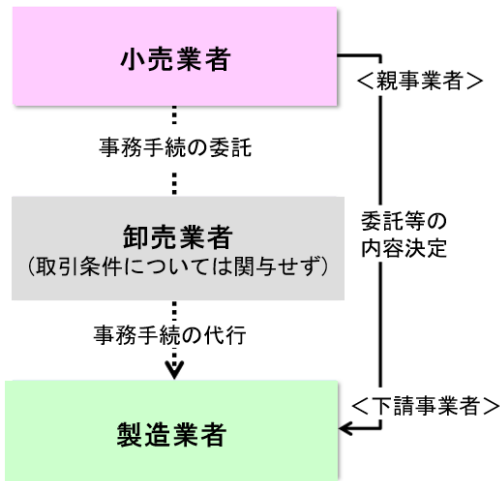 小売業者
＜親事業者＞
事務手続の委託
卸売業者
（取引条件については関与せず）
委託等の
内容決定
事務手続の代行
＜下請事業者＞
製造業者